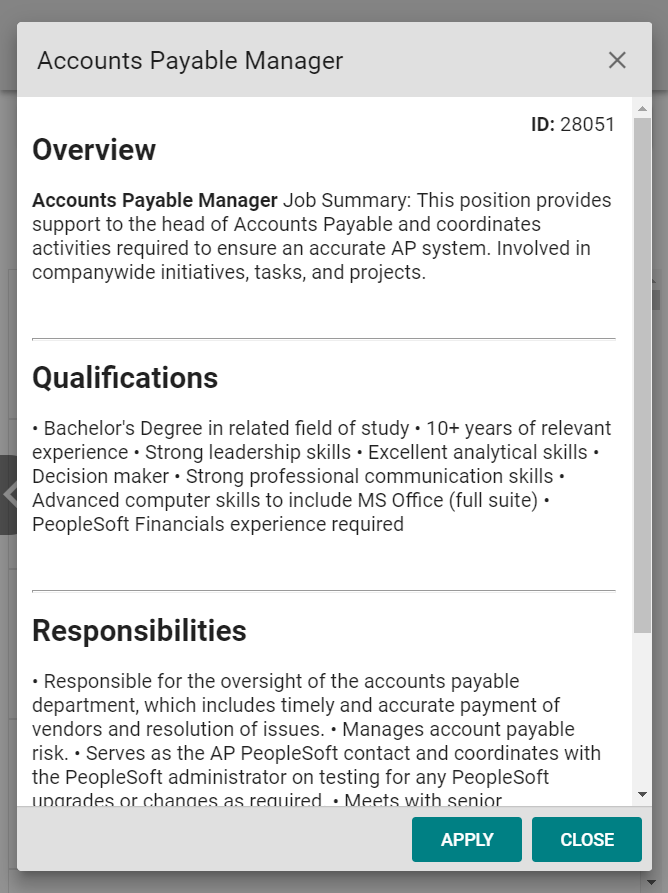 Accounts Payable Manager
ID: 28051
Overview
Accounts Payable Manager Job Summary: This position provides
support to the head of Accounts Payable and coordinates
activities required to ensure an accurate AP system. Involved in
companywide initiatives, tasks, and projects.
Qualifications
• Bachelor's Degree in related field of study • 10+ years of relevant
experience • Strong leadership skills • Excellent analytical skills •
Decision maker • Strong professional communication skills •
Advanced computer skills to include MS Office (full suite) •
PeopleSoft Financials experience required
Responsibilities
• Responsible for the oversight of the accounts payable
department, which includes timely and accurate payment of
vendors and resolution of issues. • Manages account payable
risk. • Serves as the AP PeopleSoft contact and coordinates with
the PeopleSoft administrator on testing for any PeopleSoft
upgrades or changes as required. • Meets with senior
APPLY
CLOSE